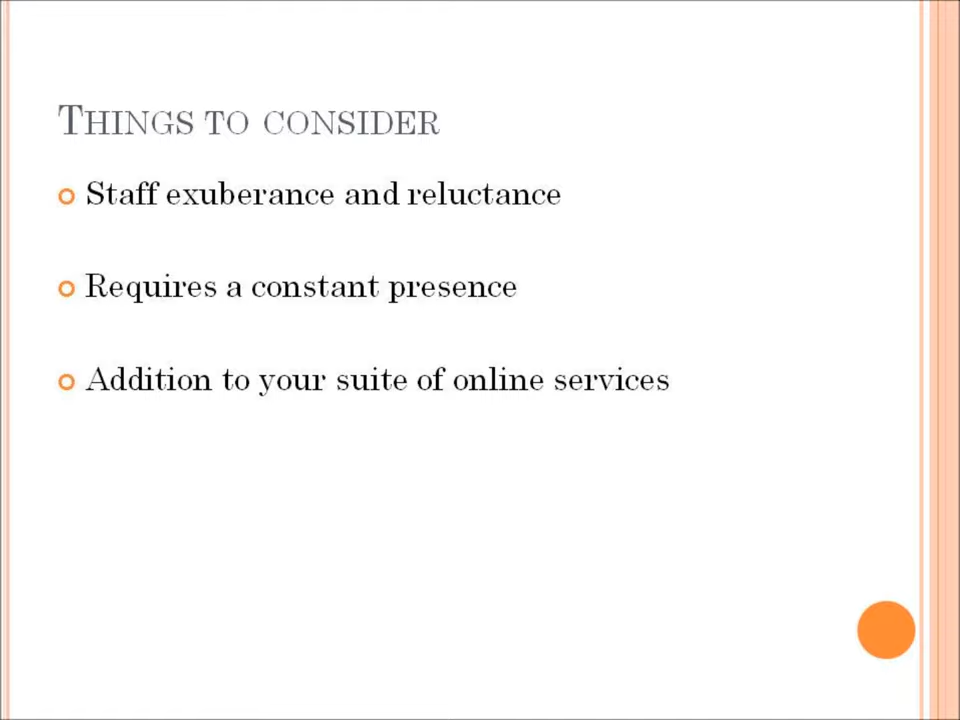 Things to consider
Staff exuberance and reluctance
Requires a constant presence
Addition to your suite of online services